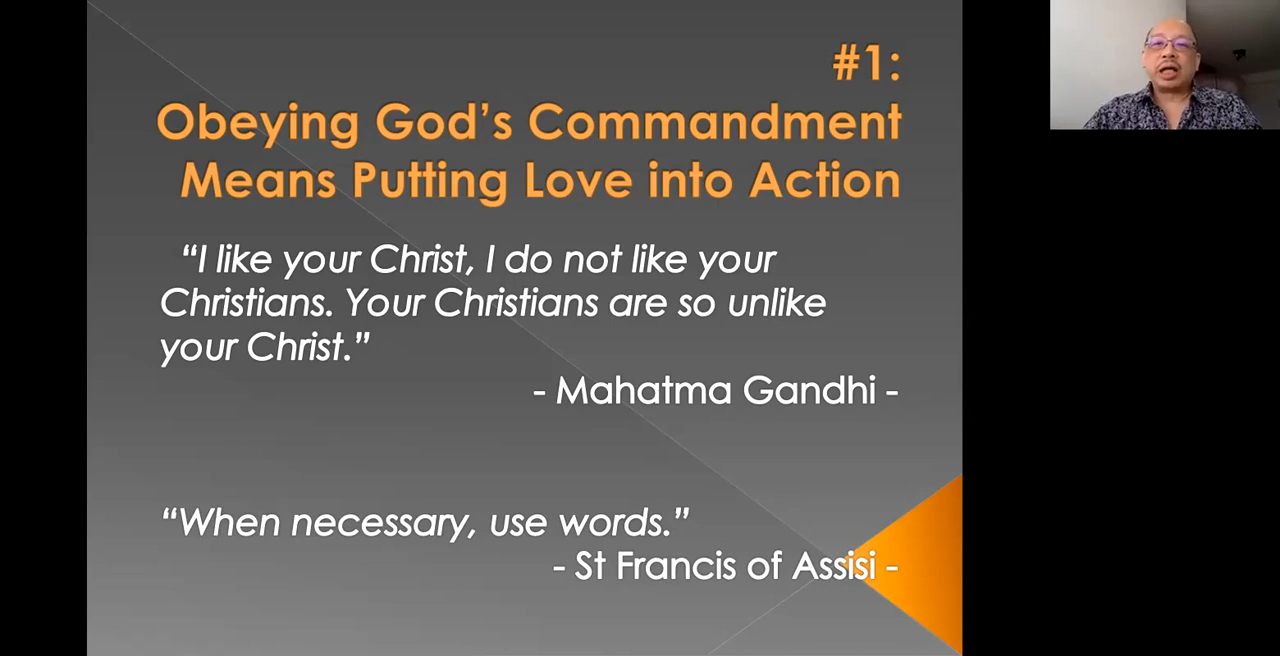 #1:
Obeying God’s Commandment
Means Putting Love into Action
“I like your Christ, I do not like your
Christians. Your Christians are so unlike
your Christ.”
- Mahatma Gandhi -
“When necessary, use words.”
- St Francis of Assisi -